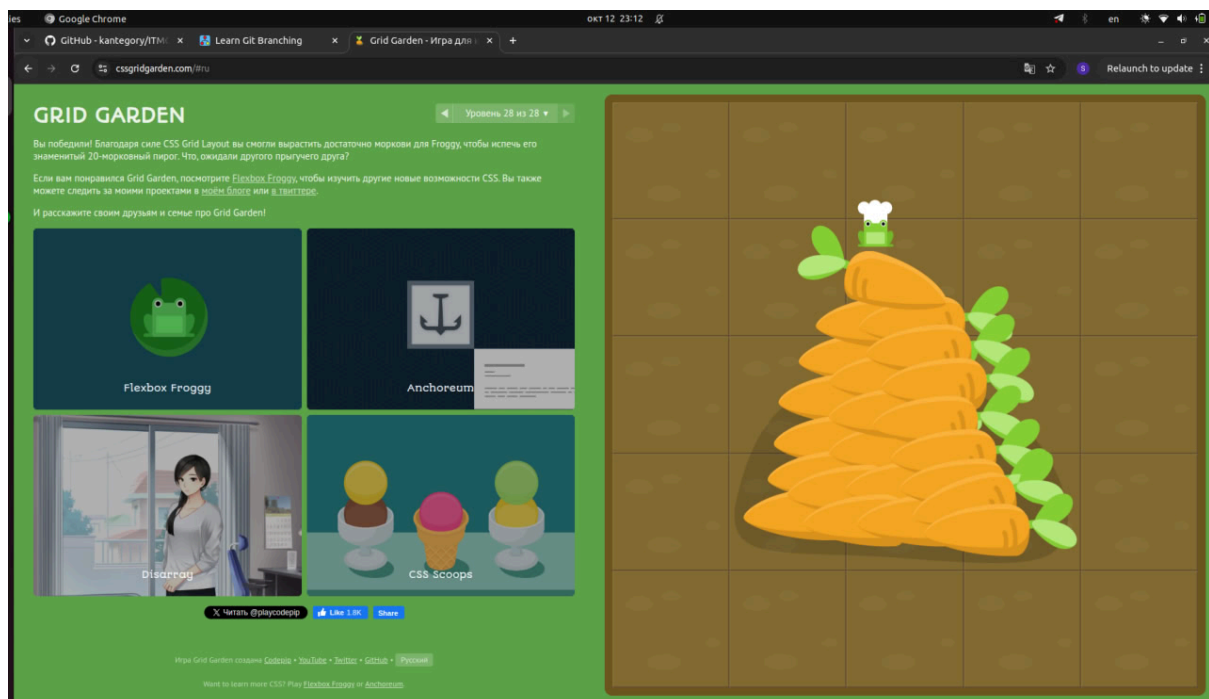 ies Google Chrome окт 12 23:12 en
GitHub - kantegory/ITM Learn Git Branching Grid Garden - Игра для
cssgridgarden.com/#ru S Relaunch to update
GRID GARDEN
Уровень 28 из 28
Вы победили! Благодаря силе CSS Grid Layout вы смогли вырастить достаточно моркови для Froggy, чтобы испечь его
знаменитый 20-морковный пирог. Что, ожидали другого прыгучего друга?
Если вам понравился Grid Garden, посмотрите Flexbox Froggy, чтобы изучить другие новые возможности CSS. Вы также
можете следить за моими проектами в моём блоге или в твиттере.
И расскажите своим друзьям и семье про Grid Garden!
Flexbox Froggy
Anchoreum
Disarray
CSS Scoops
X Читать @playcodepip Like 1.8K Share
Игра Grid Garden создана Codepip • YouTube • Twitter • GitHub • Русский
Want to learn more CSS? Play Flexbox Froggy or Anchoreum.